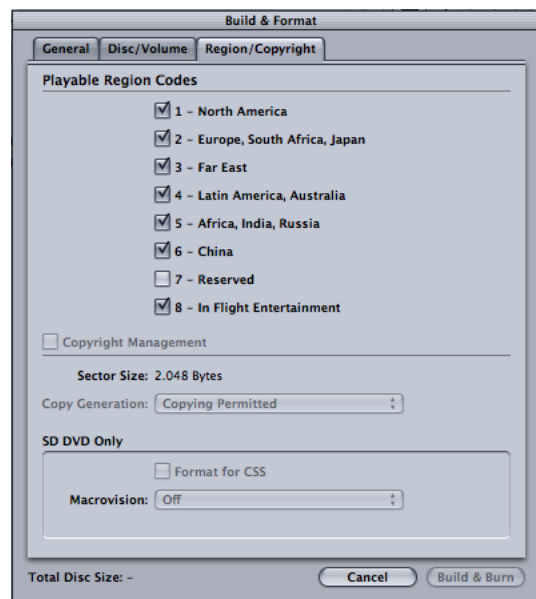 Build & Format
General Disc/Volume Region/Copyright
Playable Region Codes
1 – North America
2 – Europe, South Africa, Japan
3 – Far East
4 – Latin America, Australia
5 – Africa, India, Russia
6 – China
7 – Reserved
8 – In Flight Entertainment
Copyright Management
Sector Size: 2.048 Bytes
Copy Generation: Copying Permitted
SD DVD Only
Format for CSS
Macrovision: Off
Total Disc Size: – Cancel Build & Burn